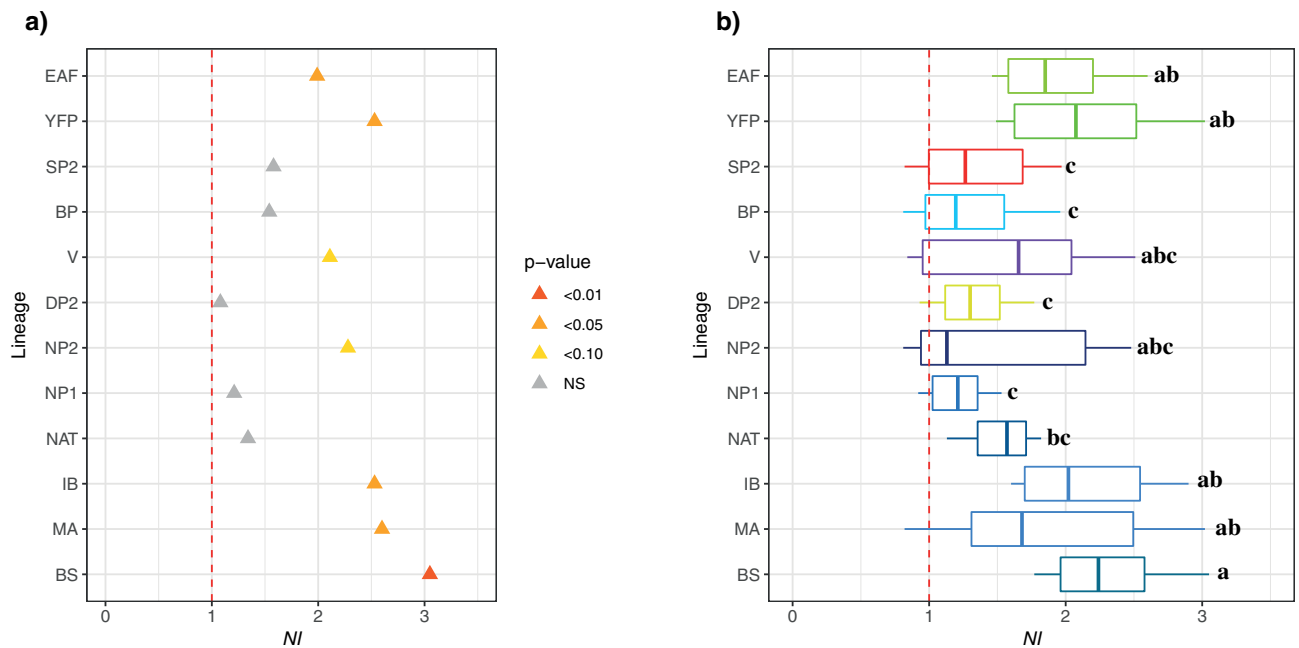 a)
EAF
YFP
SP2
BP
V
DP2
NP2
NP1
NAT
IB
MA
BS
Lineage
0 1 2 3
NI
p−value
<0.01
<0.05
<0.10
NS
b)
EAF ab
YFP ab
SP2 c
BP c
V abc
DP2 c
NP2 abc
NP1 c
NAT bc
IB ab
MA ab
BS a
Lineage
0 1 2 3
NI